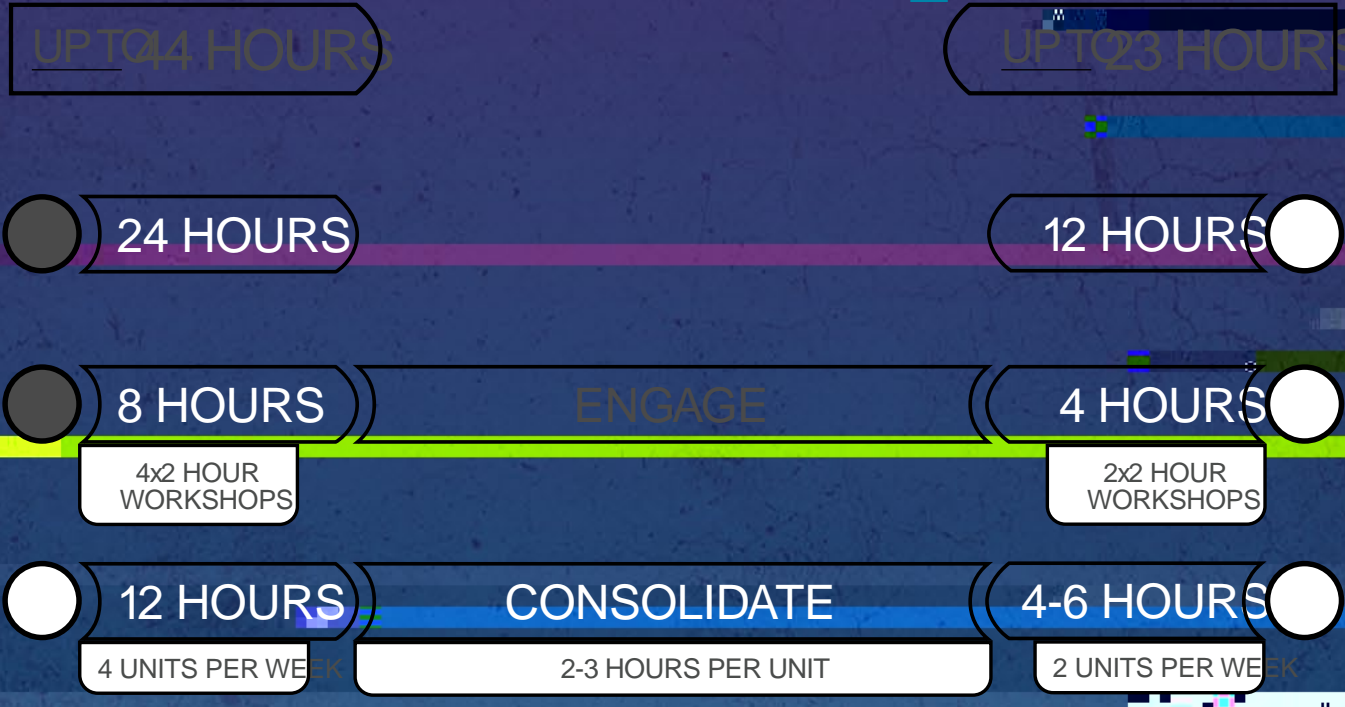 UP TO 44 HOURS
UP TO 23 HOURS
24 HOURS
12 HOURS
8 HOURS
ENGAGE
4 HOURS
4x2 HOUR
WORKSHOPS
2x2 HOUR
WORKSHOPS
12 HOURS
CONSOLIDATE
4-6 HOURS
4 UNITS PER WEEK
2-3 HOURS PER UNIT
2 UNITS PER WEEK